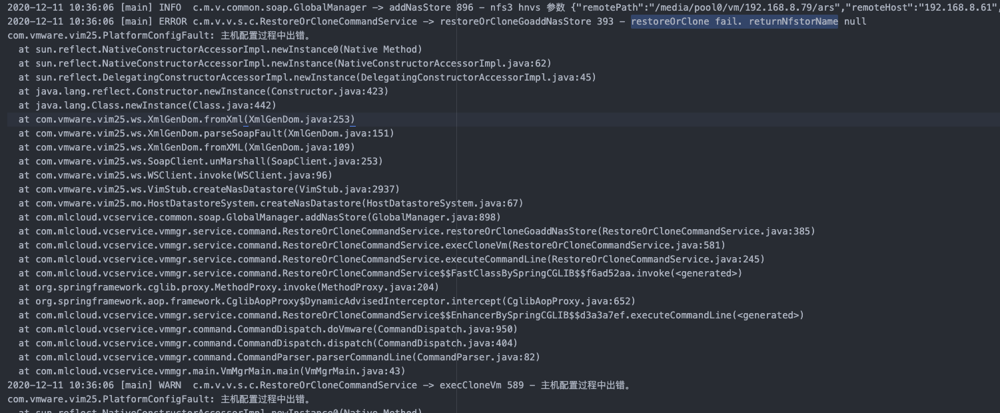 2020-12-11 10:36:06 [main] INFO  c.m.v.common.soap.GlobalManager -> addNasStore 896 - nfs3 hnvs 参数 {"remotePath":"/media/pool0/vm/192.168.8.79/ars","remoteHost":"192.168.8.61",
2020-12-11 10:36:06 [main] ERROR c.m.v.v.s.c.RestoreOrCloneCommandService -> restoreOrCloneGoaddNasStore 393 - restoreOrClone fail. returnNfstorName null
com.vmware.vim25.PlatformConfigFault: 主机配置过程中出错。
at sun.reflect.NativeConstructorAccessorImpl.newInstance0(Native Method)
at sun.reflect.NativeConstructorAccessorImpl.newInstance(NativeConstructorAccessorImpl.java:62)
at sun.reflect.DelegatingConstructorAccessorImpl.newInstance(DelegatingConstructorAccessorImpl.java:45)
at java.lang.reflect.Constructor.newInstance(Constructor.java:423)
at java.lang.Class.newInstance(Class.java:442)
at com.vmware.vim25.ws.XmlGenDom.fromXml(XmlGenDom.java:253)
at com.vmware.vim25.ws.XmlGenDom.parseSoapFault(XmlGenDom.java:151)
at com.vmware.vim25.ws.XmlGenDom.fromXML(XmlGenDom.java:109)
at com.vmware.vim25.ws.SoapClient.unMarshall(SoapClient.java:253)
at com.vmware.vim25.ws.WSClient.invoke(WSClient.java:96)
at com.vmware.vim25.ws.VimStub.createNasDatastore(VimStub.java:2937)
at com.vmware.vim25.mo.HostDatastoreSystem.createNasDatastore(HostDatastoreSystem.java:67)
at com.mlcloud.vcservice.common.soap.GlobalManager.addNasStore(GlobalManager.java:898)
at com.mlcloud.vcservice.vmmgr.service.command.RestoreOrCloneCommandService.restoreOrCloneGoaddNasStore(RestoreOrCloneCommandService.java:385)
at com.mlcloud.vcservice.vmmgr.service.command.RestoreOrCloneCommandService.execCloneVm(RestoreOrCloneCommandService.java:581)
at com.mlcloud.vcservice.vmmgr.service.command.RestoreOrCloneCommandService.executeCommandLine(RestoreOrCloneCommandService.java:245)
at com.mlcloud.vcservice.vmmgr.service.command.RestoreOrCloneCommandService$$FastClassBySpringCGLIB$$f6ad52aa.invoke(<generated>)
at org.springframework.cglib.proxy.MethodProxy.invoke(MethodProxy.java:204)
at org.springframework.aop.framework.CglibAopProxy$DynamicAdvisedInterceptor.intercept(CglibAopProxy.java:652)
at com.mlcloud.vcservice.vmmgr.service.command.RestoreOrCloneCommandService$$EnhancerBySpringCGLIB$$d3a3a7ef.executeCommandLine(<generated>)
at com.mlcloud.vcservice.vmmgr.command.CommandDispatch.doVmware(CommandDispatch.java:950)
at com.mlcloud.vcservice.vmmgr.command.CommandDispatch.dispatch(CommandDispatch.java:404)
at com.mlcloud.vcservice.vmmgr.command.CommandParser.parserCommandLine(CommandParser.java:82)
at com.mlcloud.vcservice.vmmgr.main.VmMgrMain.main(VmMgrMain.java:43)
2020-12-11 10:36:06 [main] WARN  c.m.v.v.s.c.RestoreOrCloneCommandService -> execCloneVm 589 - 主机配置过程中出错。
com.vmware.vim25.PlatformConfigFault: 主机配置过程中出错。
at sun.reflect.NativeConstructorAccessorImpl.newInstance0(Native Method)